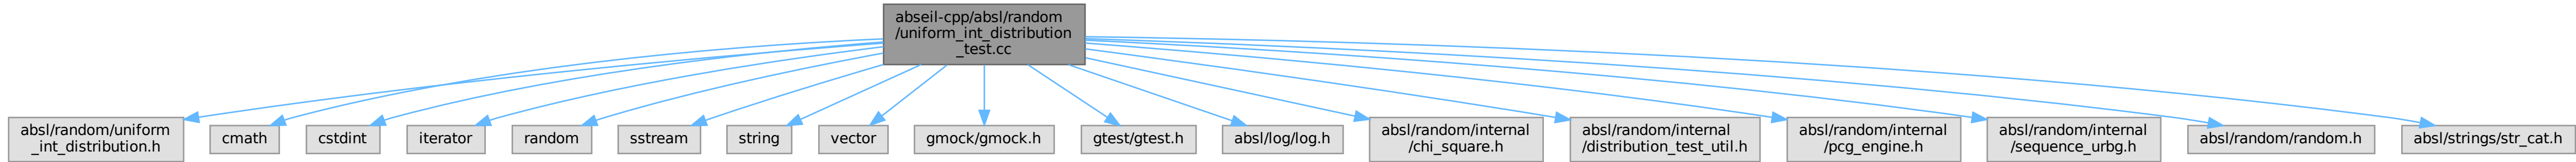 abseil-cpp/absl/random
/uniform_int_distribution
_test.cc
absl/random/uniform
_int_distribution.h
cmath
cstdint
iterator
random
sstream
string
vector
gmock/gmock.h
gtest/gtest.h
absl/log/log.h
absl/random/internal
/chi_square.h
absl/random/internal
/distribution_test_util.h
absl/random/internal
/pcg_engine.h
absl/random/internal
/sequence_urbg.h
absl/random/random.h
absl/strings/str_cat.h